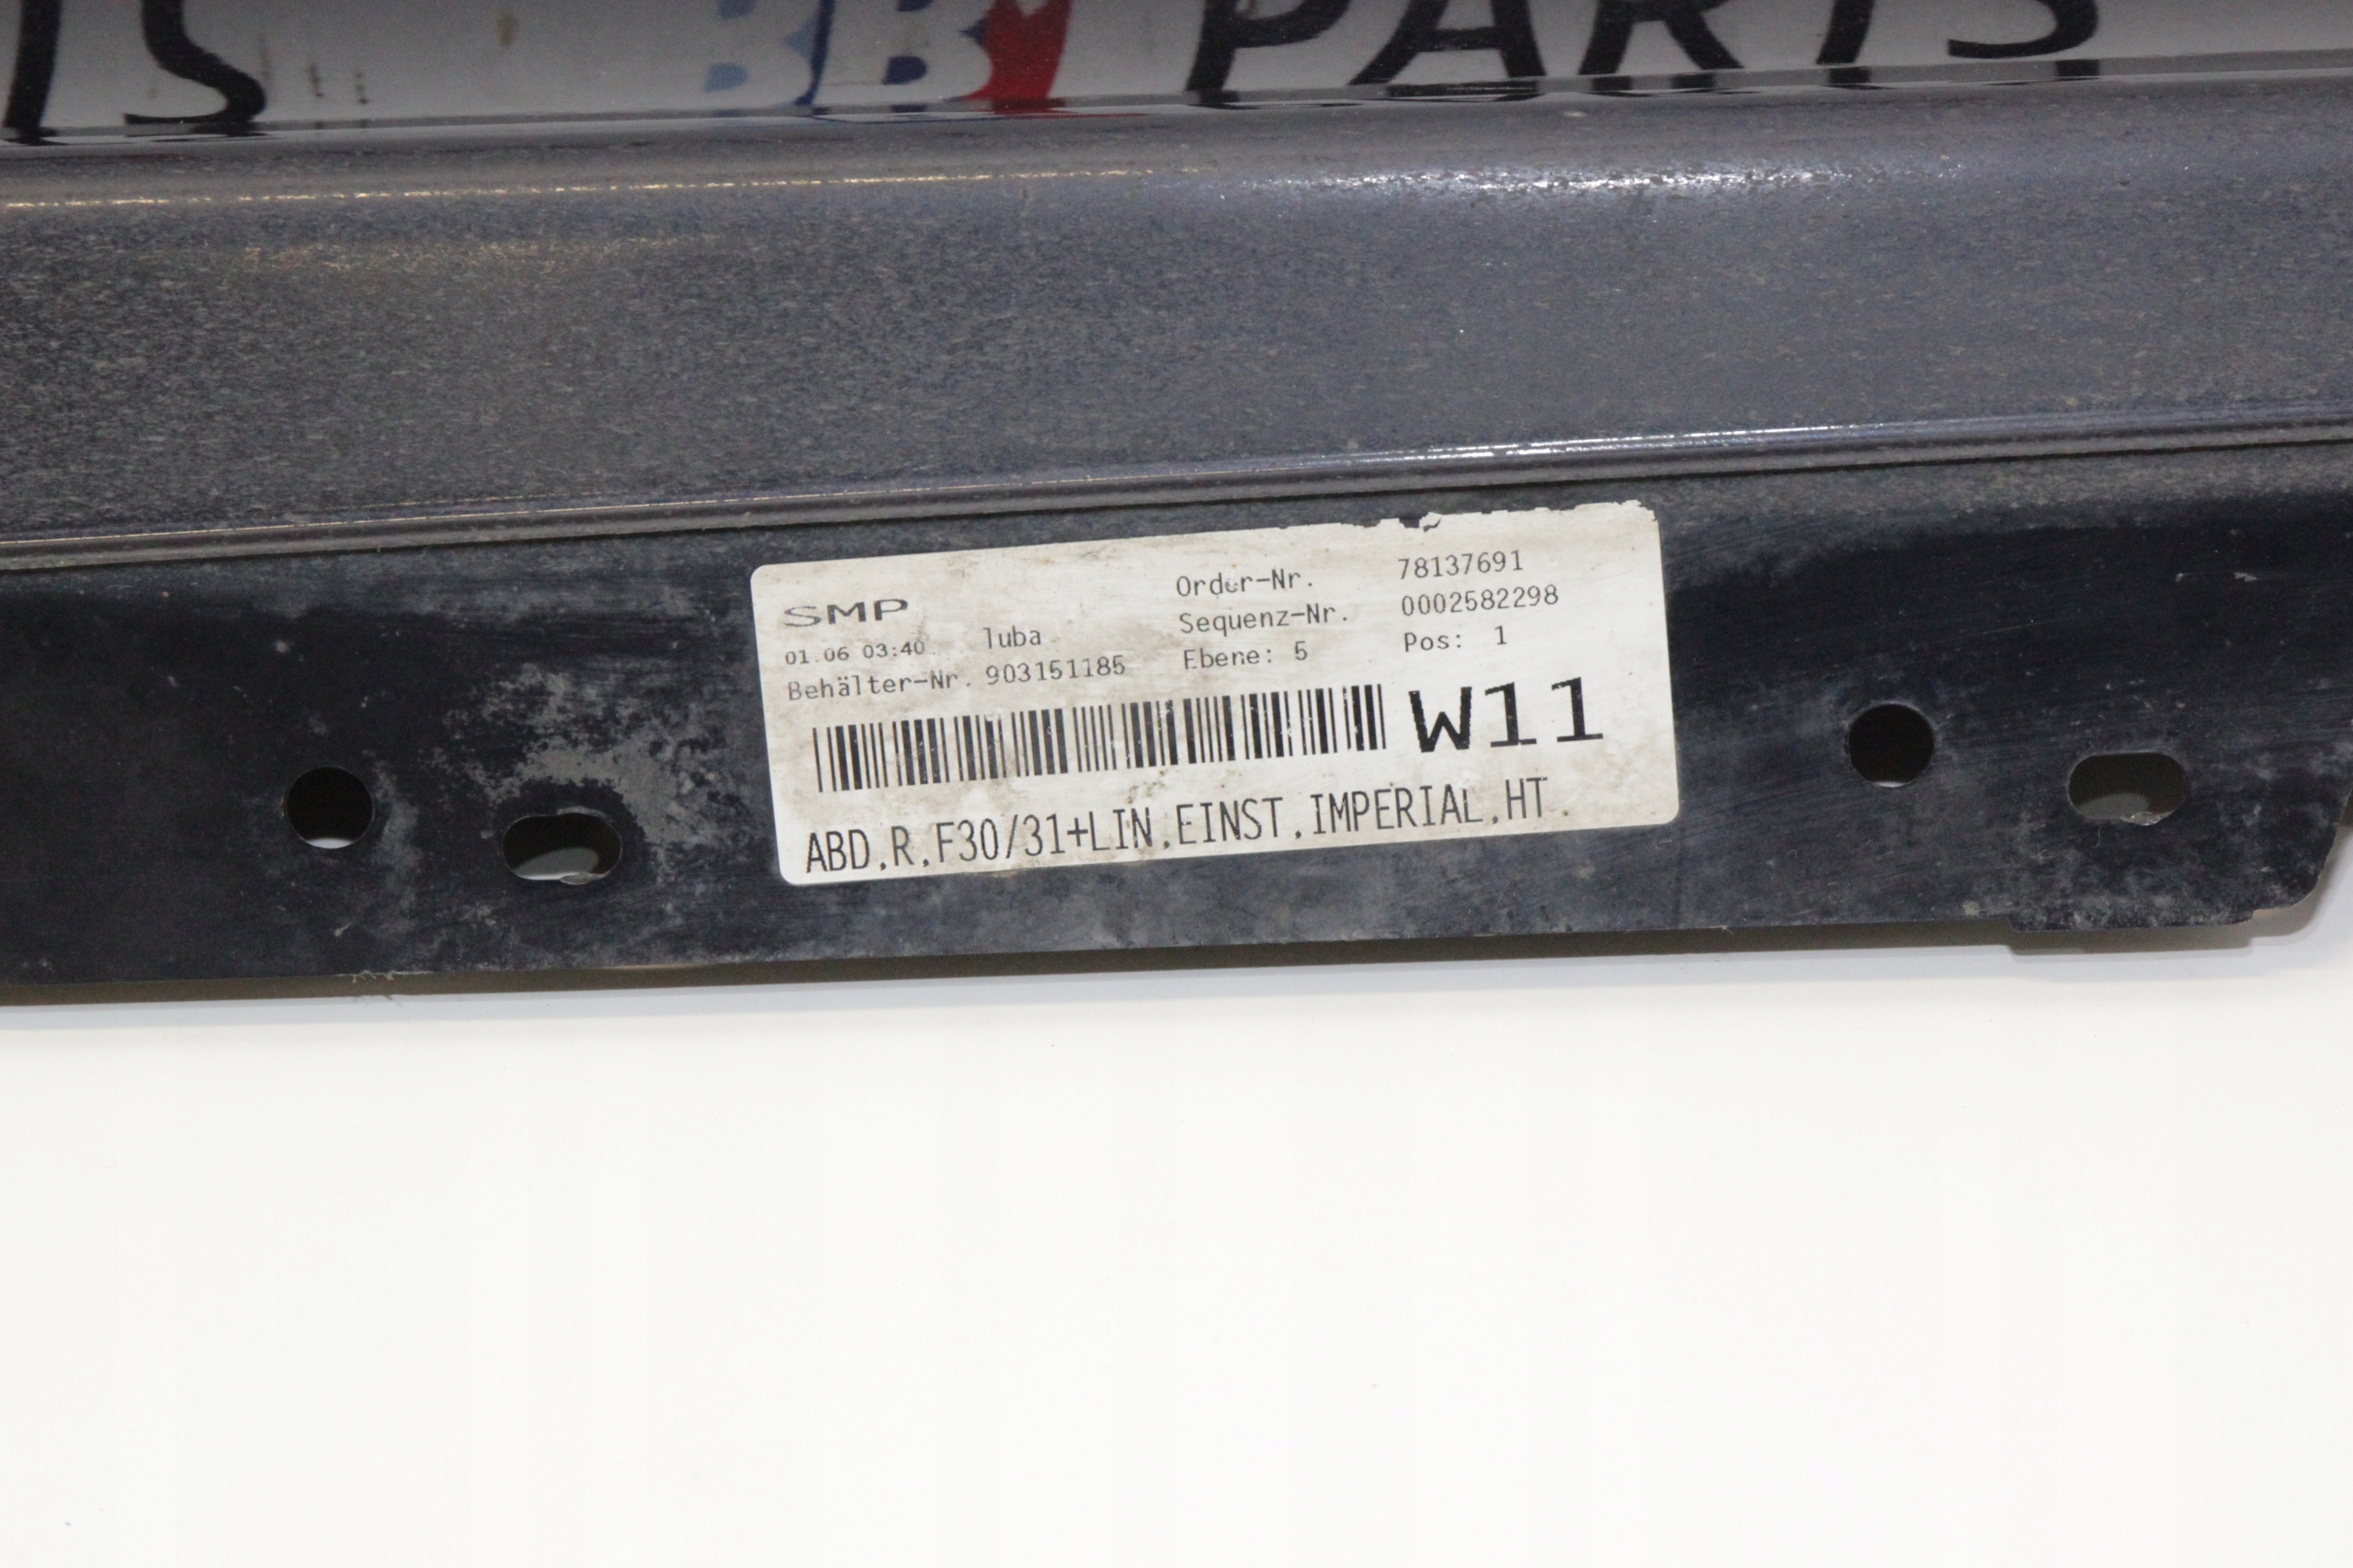 PARTS
SMP
01.06 03:40 luba
Behälter-Nr. 903151185
Order-Nr. 78137691
Sequenz-Nr. 0002582298
Ebene: 5 Pos: 1
W11
ABD.R.F30/31+LIN.EINST.IMPERIAL.HT.